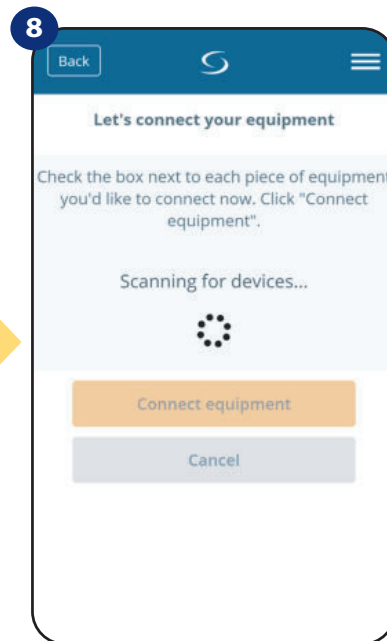 8
Back
Let's connect your equipment
Check the box next to each piece of equipment
you'd like to connect now. Click "Connect
equipment".
Scanning for devices...
Connect equipment
Cancel